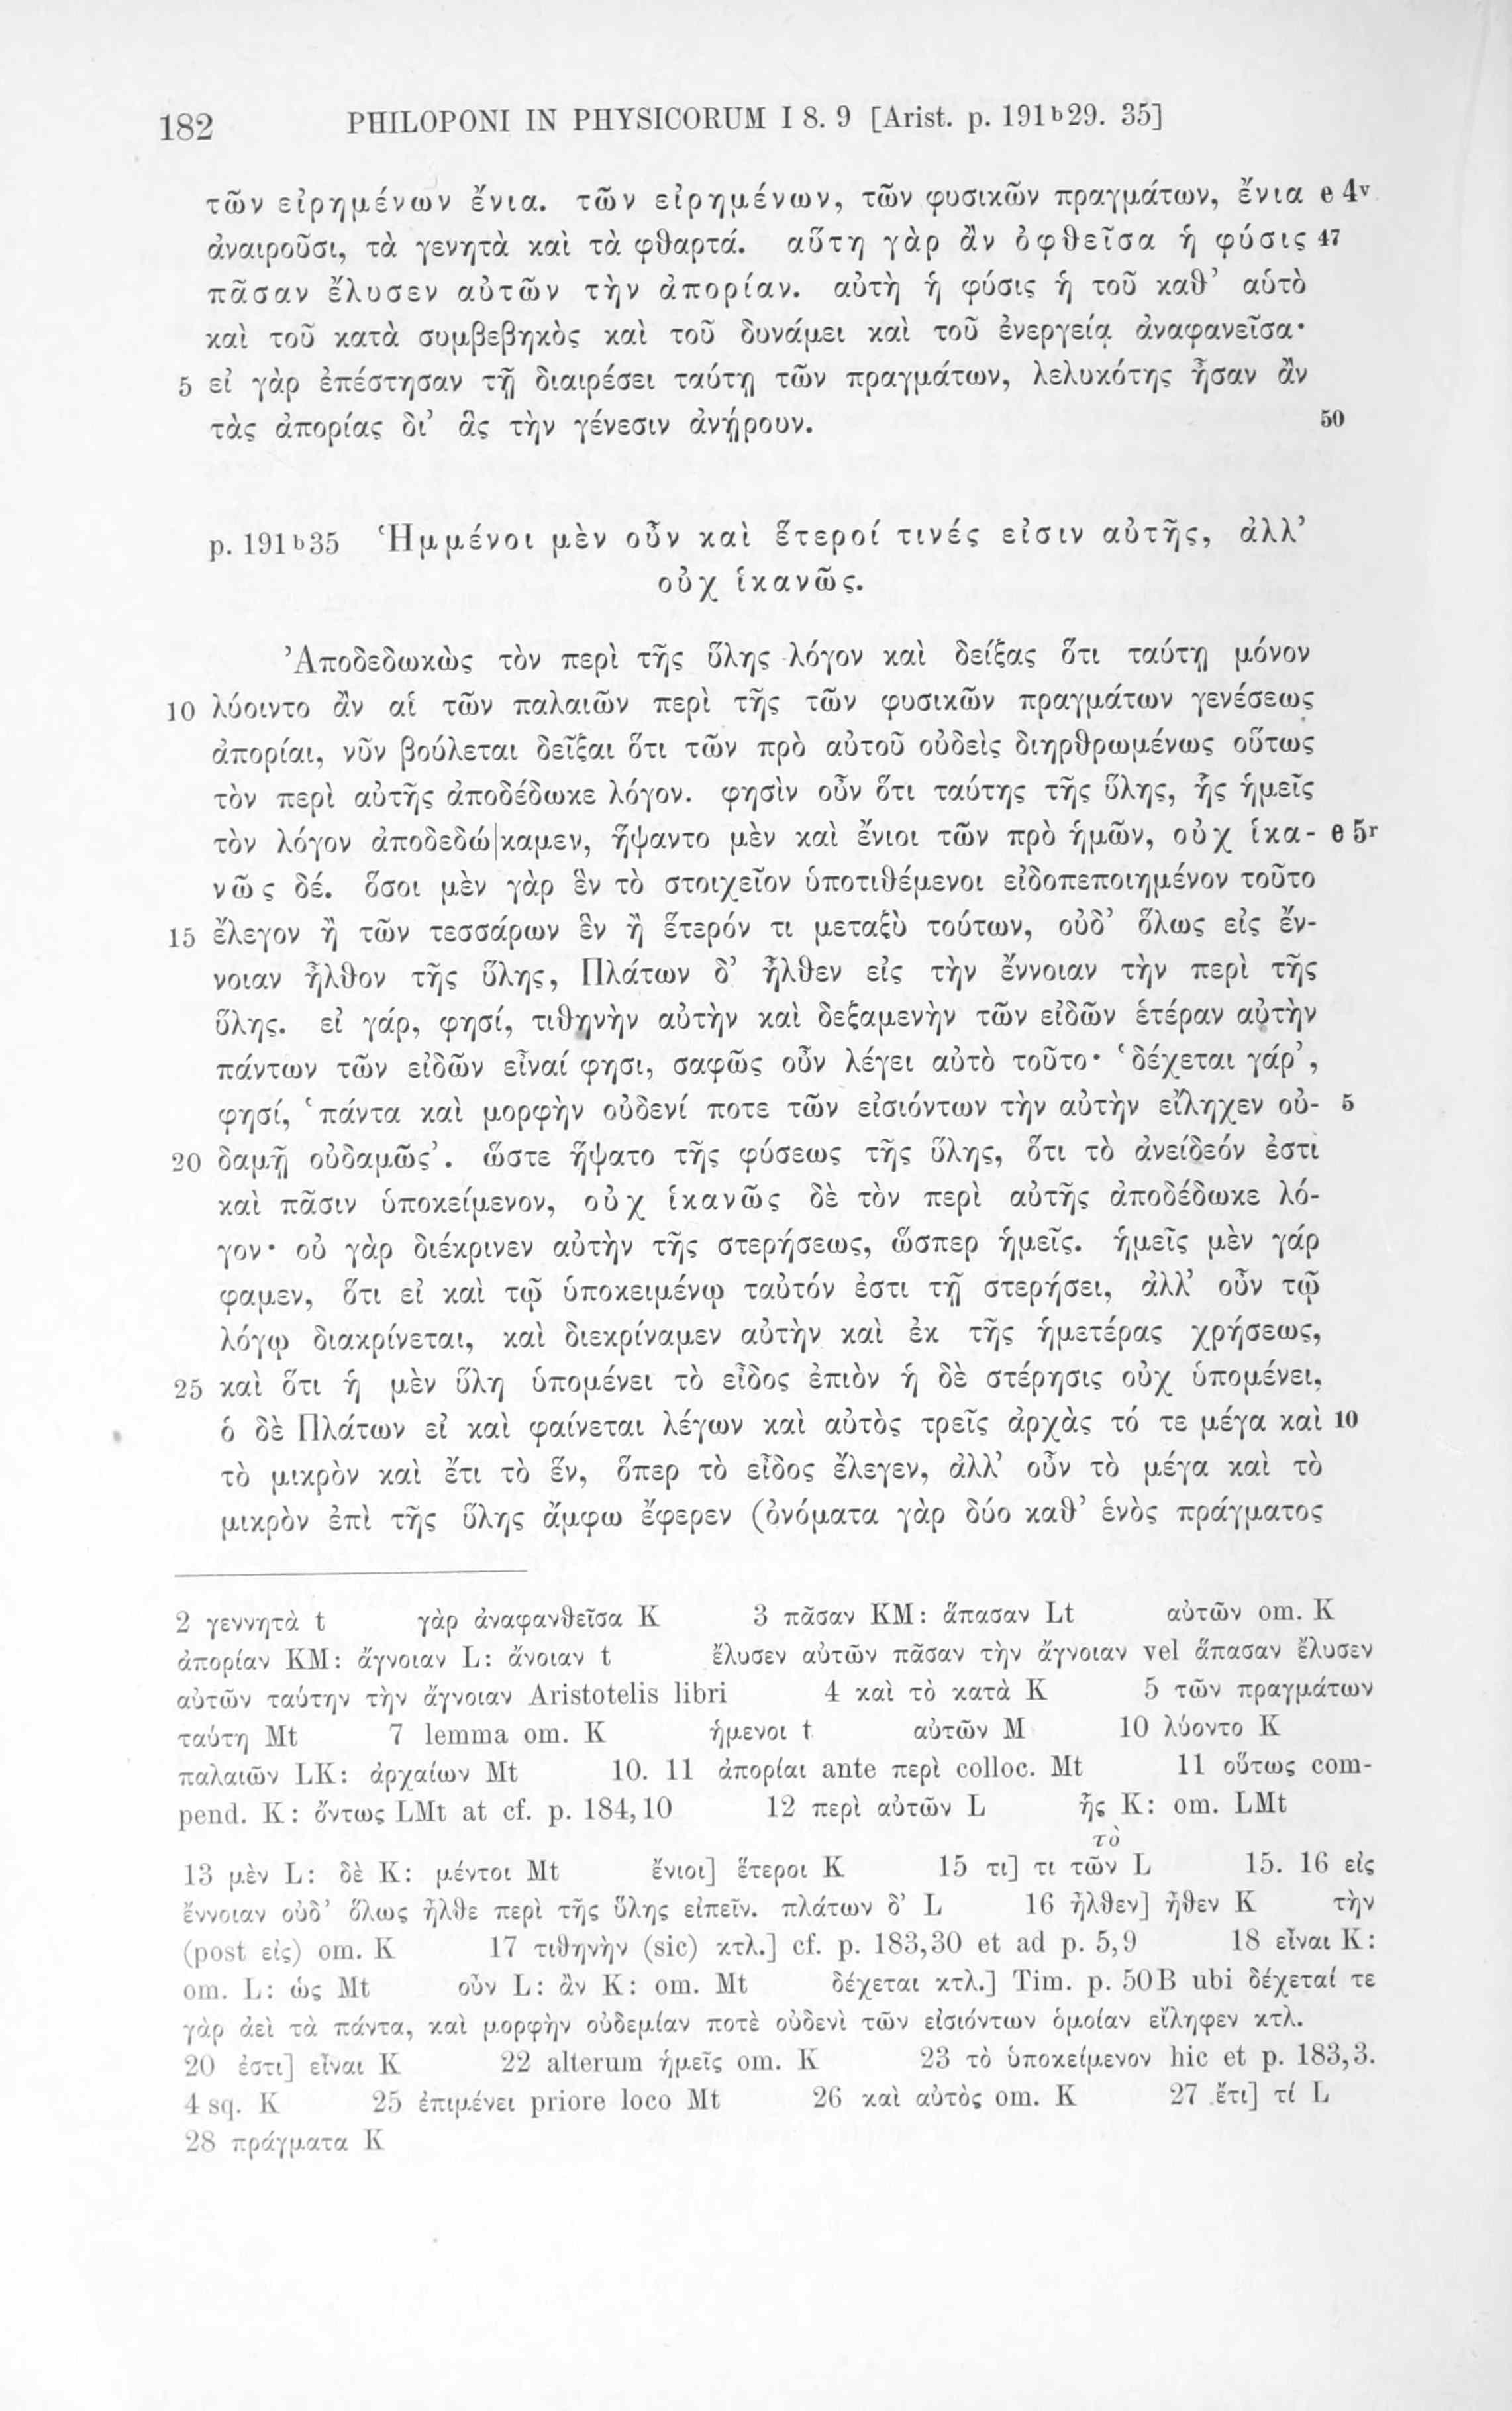 182 PHILOPONI IN PHYSICORUM I 8. 9 [Arist. p. 191ᵇ29. 35]
τῶν εἰρημένων ἔνια. τῶν εἰρημένων, τῶν φυσικῶν πραγμάτων, ἔνια e 4ᵛ
ἀναιροῦσι, τὰ γενητὰ καὶ τὰ φθαρτά. αὕτη γὰρ ἂν ὀφθεῖσα ἡ φύσις 47
πᾶσαν ἔλυσεν αὐτῶν τὴν ἀπορίαν. αὐτὴ ἡ φύσις ἡ τοῦ καθ’ αὑτὸ
καὶ τοῦ κατὰ συμβεβηκὸς καὶ τοῦ δυνάμει καὶ τοῦ ἐνεργείᾳ ἀναφανεῖσα·
5 εἰ γὰρ ἐπέστησαν τῇ διαιρέσει ταύτῃ τῶν πραγμάτων, λελυκότης ἦσαν ἂν
τὰς ἀπορίας δι’ ἃς τὴν γένεσιν ἀνῄρουν. 50
p. 191ᵇ35 Ἡμμένοι μὲν οὖν καὶ ἕτεροί τινές εἰσιν αὐτῆς, ἀλλ’
οὐχ ἱκανῶς.
Ἀποδεδωκὼς τὸν περὶ τῆς ὕλης λόγον καὶ δείξας ὅτι ταύτῃ μόνον
10 λύοιντο ἂν αἱ τῶν παλαιῶν περὶ τῆς τῶν φυσικῶν πραγμάτων γενέσεως
ἀπορίαι, νῦν βούλεται δεῖξαι ὅτι τῶν πρὸ αὐτοῦ οὐδεὶς διηρθρωμένως οὕτως
τὸν περὶ αὐτῆς ἀποδέδωκε λόγον. φησὶν οὖν ὅτι ταύτης τῆς ὕλης, ἧς ἡμεῖς
τὸν λόγον ἀποδεδώ|καμεν, ἥψαντο μὲν καὶ ἔνιοι τῶν πρὸ ἡμῶν, οὐχ ἱκα- e 5ʳ
νῶς δέ. ὅσοι μὲν γὰρ ἓν τὸ στοιχεῖον ὑποτιθέμενοι εἰδοπεποιημένον τοῦτο
15 ἔλεγον ἢ τῶν τεσσάρων ἓν ἢ ἕτερόν τι μεταξὺ τούτων, οὐδ’ ὅλως εἰς ἔν-
νοιαν ἦλθον τῆς ὕλης, Πλάτων δ’ ἦλθεν εἰς τὴν ἔννοιαν τὴν περὶ τῆς
ὕλης. εἰ γάρ, φησί, τιθηνὴν αὐτὴν καὶ δεξαμενὴν τῶν εἰδῶν ἑτέραν αὐτὴν
πάντων τῶν εἰδῶν εἶναί φησι, σαφῶς οὖν λέγει αὐτὸ τοῦτο· ‘δέχεται γάρ’,
φησί, ‘πάντα καὶ μορφὴν οὐδενί ποτε τῶν εἰσιόντων τὴν αὐτὴν εἴληχεν οὐ- 5
20 δαμῇ οὐδαμῶς’. ὥστε ἥψατο τῆς φύσεως τῆς ὕλης, ὅτι τὸ ἀνείδεόν ἐστι
καὶ πᾶσιν ὑποκείμενον, οὐχ ἱκανῶς δὲ τὸν περὶ αὐτῆς ἀποδέδωκε λό-
γον· οὐ γὰρ διέκρινεν αὐτὴν τῆς στερήσεως, ὥσπερ ἡμεῖς. ἡμεῖς μὲν γάρ
φαμεν, ὅτι εἰ καὶ τῷ ὑποκειμένῳ ταὐτόν ἐστι τῇ στερήσει, ἀλλ’ οὖν τῷ
λόγῳ διακρίνεται, καὶ διεκρίναμεν αὐτὴν καὶ ἐκ τῆς ἡμετέρας χρήσεως,
25 καὶ ὅτι ἡ μὲν ὕλη ὑπομένει τὸ εἶδος ἐπιὸν ἡ δὲ στέρησις οὐχ ὑπομένει,
ὁ δὲ Πλάτων εἰ καὶ φαίνεται λέγων καὶ αὐτὸς τρεῖς ἀρχὰς τό τε μέγα καὶ 10
τὸ μικρὸν καὶ ἔτι τὸ ἕν, ὅπερ τὸ εἶδος ἔλεγεν, ἀλλ’ οὖν τὸ μέγα καὶ τὸ
μικρὸν ἐπὶ τῆς ὕλης ἄμφω ἔφερεν (ὀνόματα γὰρ δύο καθ’ ἑνὸς πράγματος
2 γεννητὰ t γὰρ ἀναφανθεῖσα K 3 πᾶσαν KM: ἅπασαν Lt αὐτῶν om. K
ἀπορίαν KM: ἄγνοιαν L: ἄνοιαν t ἔλυσεν αὐτῶν πᾶσαν τὴν ἄγνοιαν vel ἅπασαν ἔλυσεν
αὐτῶν ταύτην τὴν ἄγνοιαν Aristotelis libri 4 καὶ τὸ κατὰ K 5 τῶν πραγμάτων
ταύτη Mt 7 lemma om. K ἡμενοι t αὐτῶν M 10 λύοντο K
παλαιῶν LK: ἀρχαίων Mt 10. 11 ἀπορίαι ante περὶ colloc. Mt 11 οὕτως com-
pend. K: ὄντως LMt at cf. p. 184,10 12 περὶ αὐτῶν L ἧς K: om. LMt
τὸ
13 μὲν L: δὲ K: μέντοι Mt ἔνιοι] ἕτεροι K 15 τι] τι τῶν L 15. 16 εἰς
ἔννοιαν οὐδ’ ὅλως ἦλθε περὶ τῆς ὕλης εἰπεῖν. πλάτων δ’ L 16 ἦλθεν] ἦθεν K τὴν
(post εἰς) om. K 17 τιθηνὴν (sic) κτλ.] cf. p. 183,30 et ad p. 5,9 18 εἶναι K:
om. L: ὡς Mt οὖν L: ἂν K: om. Mt δέχεται κτλ.] Tim. p. 50B ubi δέχεταί τε
γὰρ ἀεὶ τὰ πάντα, καὶ μορφὴν οὐδεμίαν ποτὲ οὐδενὶ τῶν εἰσιόντων ὁμοίαν εἴληφεν κτλ.
20 ἐστι] εἶναι K 22 alterum ἡμεῖς om. K 23 τὸ ὑποκείμενον hic et p. 183,3.
4 sq. K 25 ἐπιμένει priore loco Mt 26 καὶ αὐτὸς om. K 27 ἔτι] τί L
28 πράγματα K